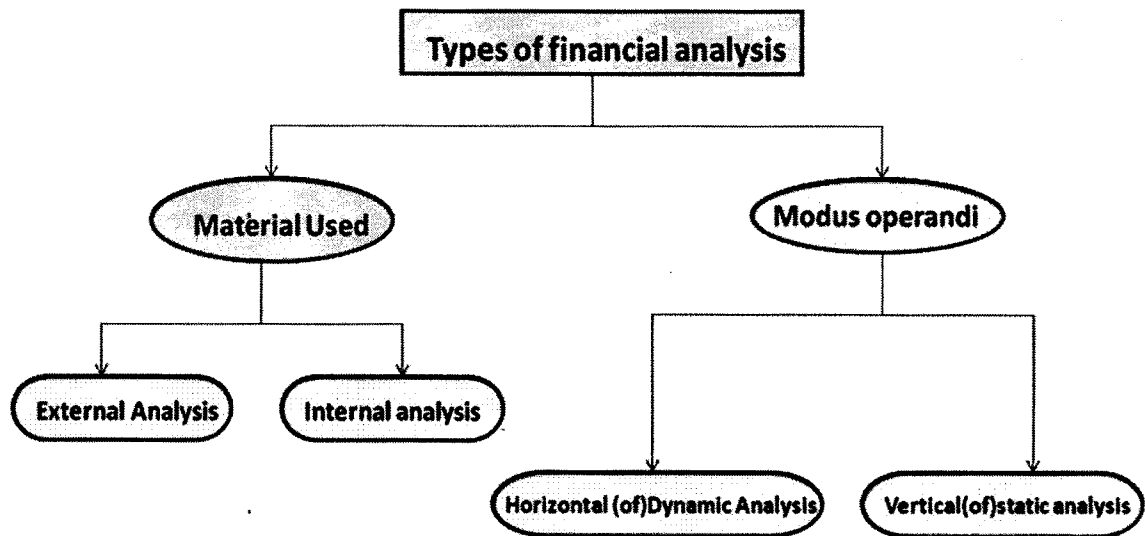 Types of financial analysis
Material Used
Modus operandi
External Analysis
Internal analysis
Horizontal (of)Dynamic Analysis
Vertical(of)static analysis